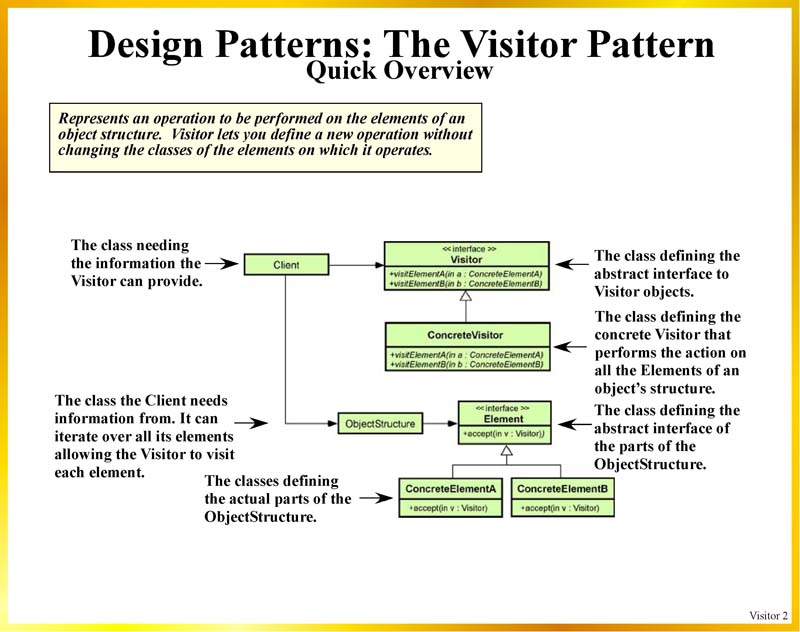 Design Patterns: The Visitor Pattern
Quick Overview
Represents an operation to be performed on the elements of an
object structure.  Visitor lets you define a new operation without
changing the classes of the elements on which it operates.
The class needing
the information the
Visitor can provide.
Client
<< interface >>
Visitor
+visitElementA(in a : ConcreteElementA)
+visitElementB(in b : ConcreteElementB)
The class defining the
abstract interface to
Visitor objects.
ConcreteVisitor
+visitElementA(in a : ConcreteElementA)
+visitElementB(in b : ConcreteElementB)
The class defining the
concrete Visitor that
performs the action on
all the Elements of an
object’s structure.
The class the Client needs
information from. It can
iterate over all its elements
allowing the Visitor to visit
each element.
ObjectStructure
<< interface >>
Element
+accept(in v : Visitor))
The class defining the
abstract interface of
the parts of the
ObjectStructure.
The classes defining
the actual parts of the
ObjectStructure.
ConcreteElementA
+accept(in v : Visitor)
ConcreteElementB
+accept(in v : Visitor)
Visitor 2